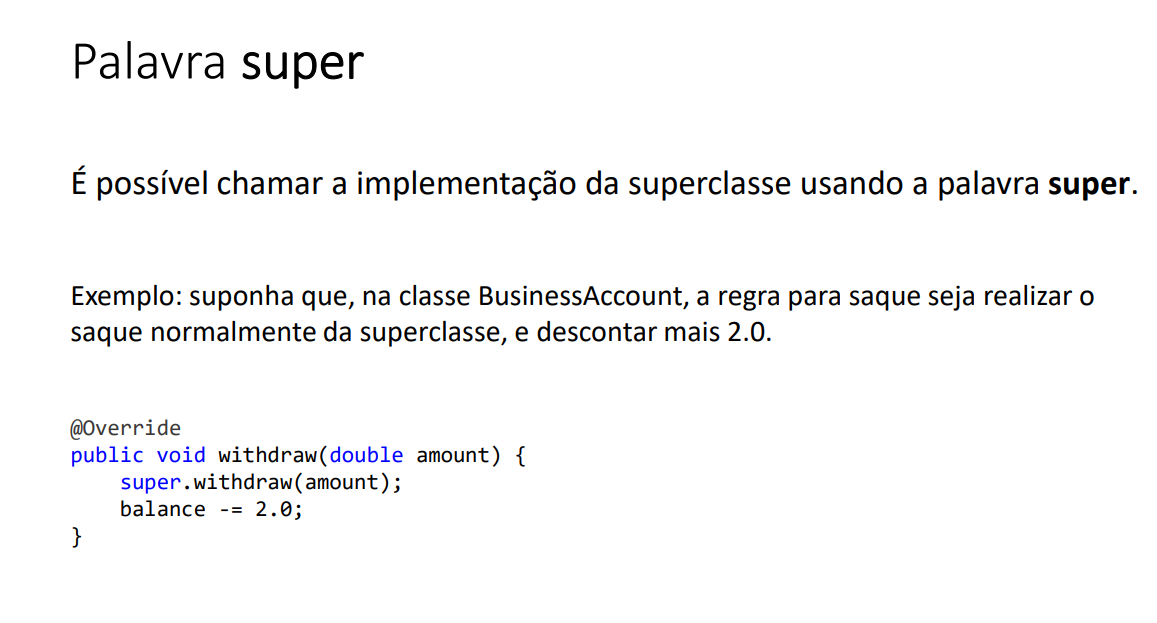 Palavra super
É possível chamar a implementação da superclasse usando a palavra super.
Exemplo: suponha que, na classe BusinessAccount, a regra para saque seja realizar o
saque normalmente da superclasse, e descontar mais 2.0.
@Override
public void withdraw(double amount) {
    super.withdraw(amount);
    balance -= 2.0;
}